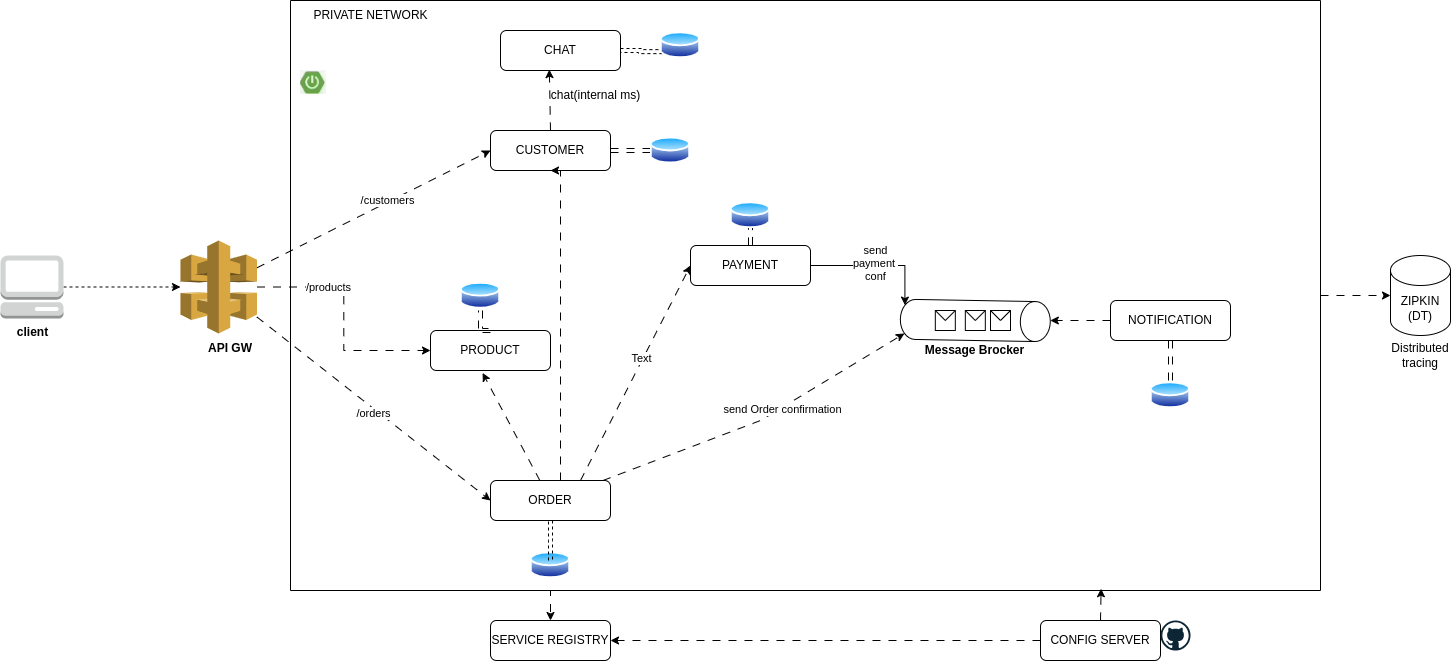 PRIVATE NETWORK
CHAT
chat(internal ms)
CUSTOMER
/customers
PAYMENT
send
payment
conf
client
API GW
/products
PRODUCT
Message Brocker
NOTIFICATION
ZIPKIN
(DT)
Distributed
tracing
Text
/orders
send Order confirmation
ORDER
SERVICE REGISTRY
CONFIG SERVER